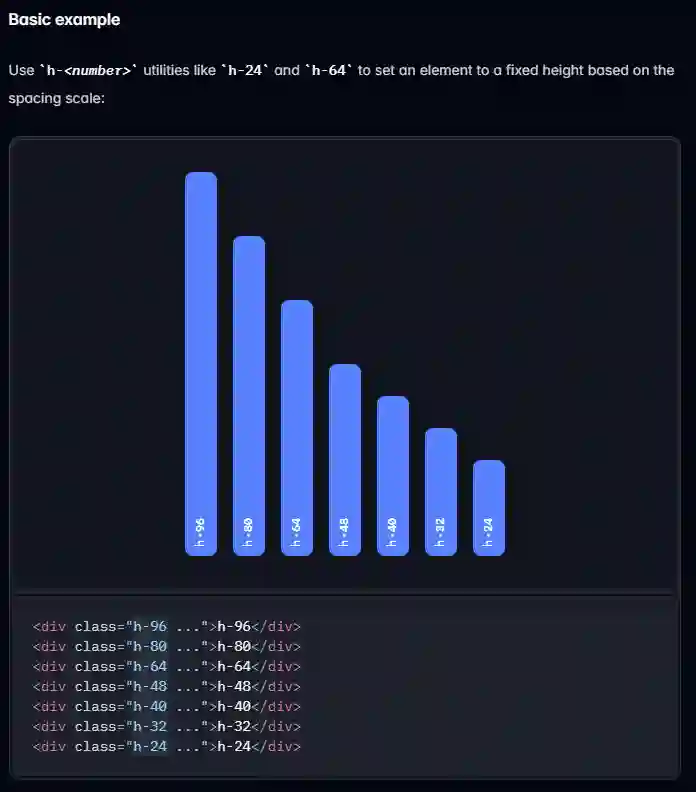 Basic example
Use `h-<number>` utilities like `h-24` and `h-64` to set an element to a fixed height based on the
spacing scale:
h-96
h-80
h-64
h-48
h-40
h-32
h-24
<div class="h-96 ...">h-96</div>
<div class="h-80 ...">h-80</div>
<div class="h-64 ...">h-64</div>
<div class="h-48 ...">h-48</div>
<div class="h-40 ...">h-40</div>
<div class="h-32 ...">h-32</div>
<div class="h-24 ...">h-24</div>